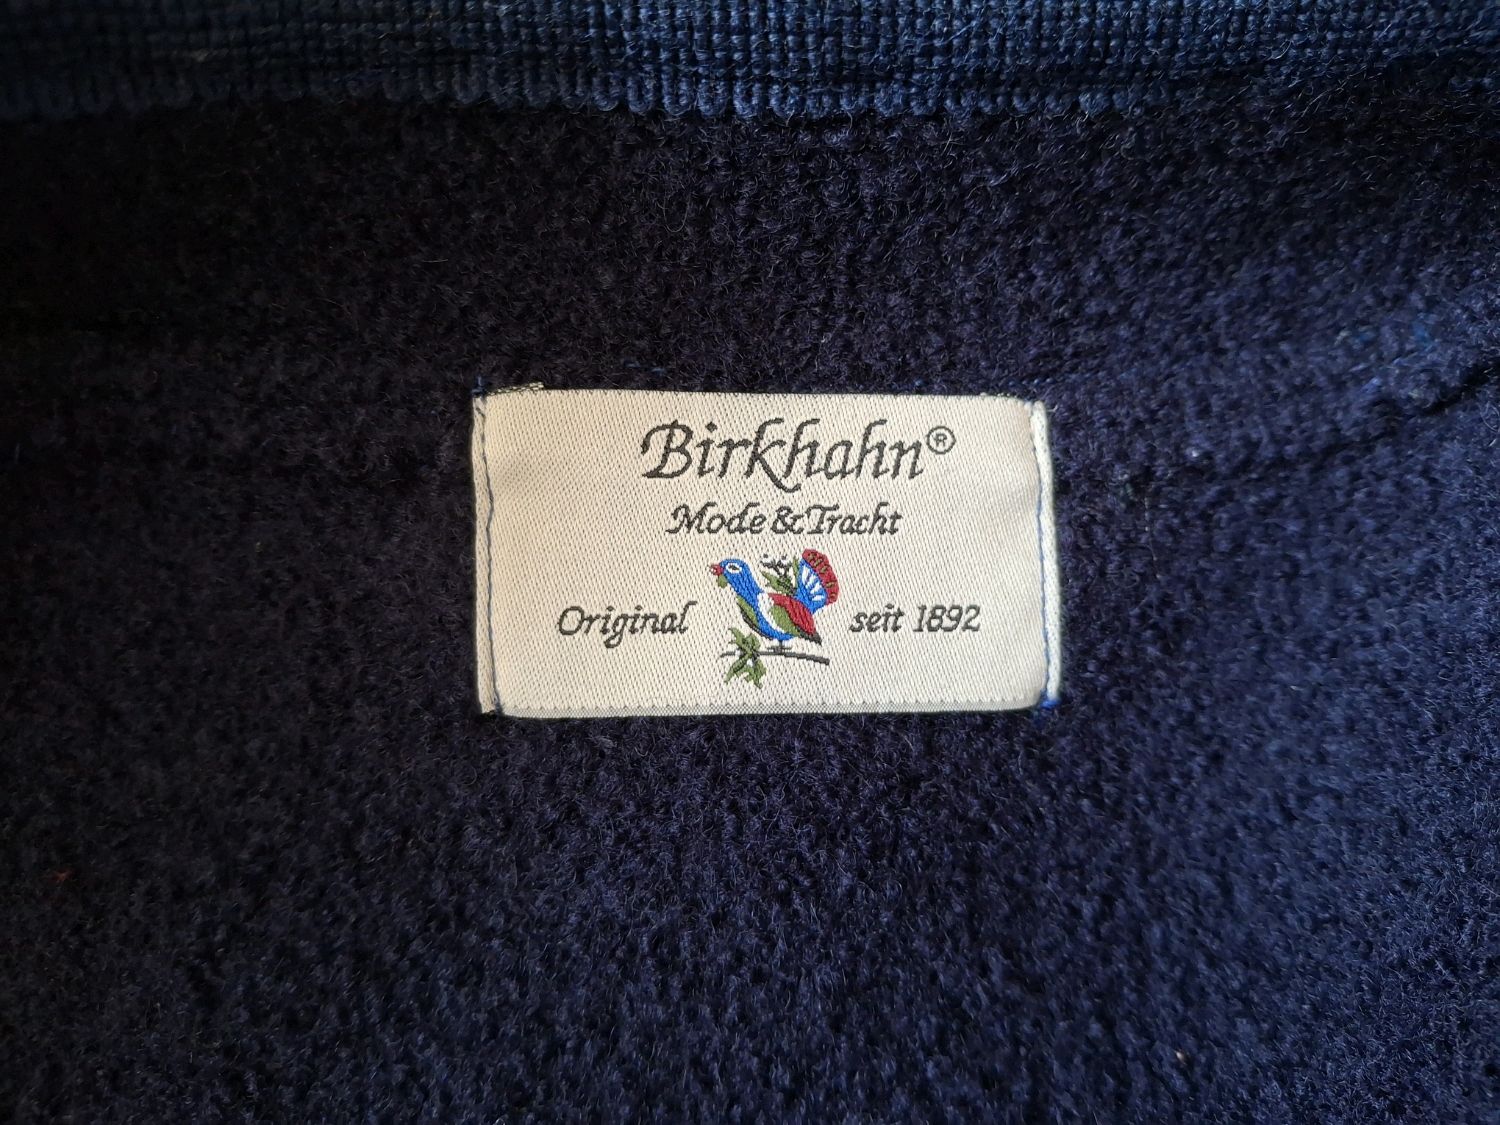 Birkhahn®
Mode & Tracht
Original seit 1892